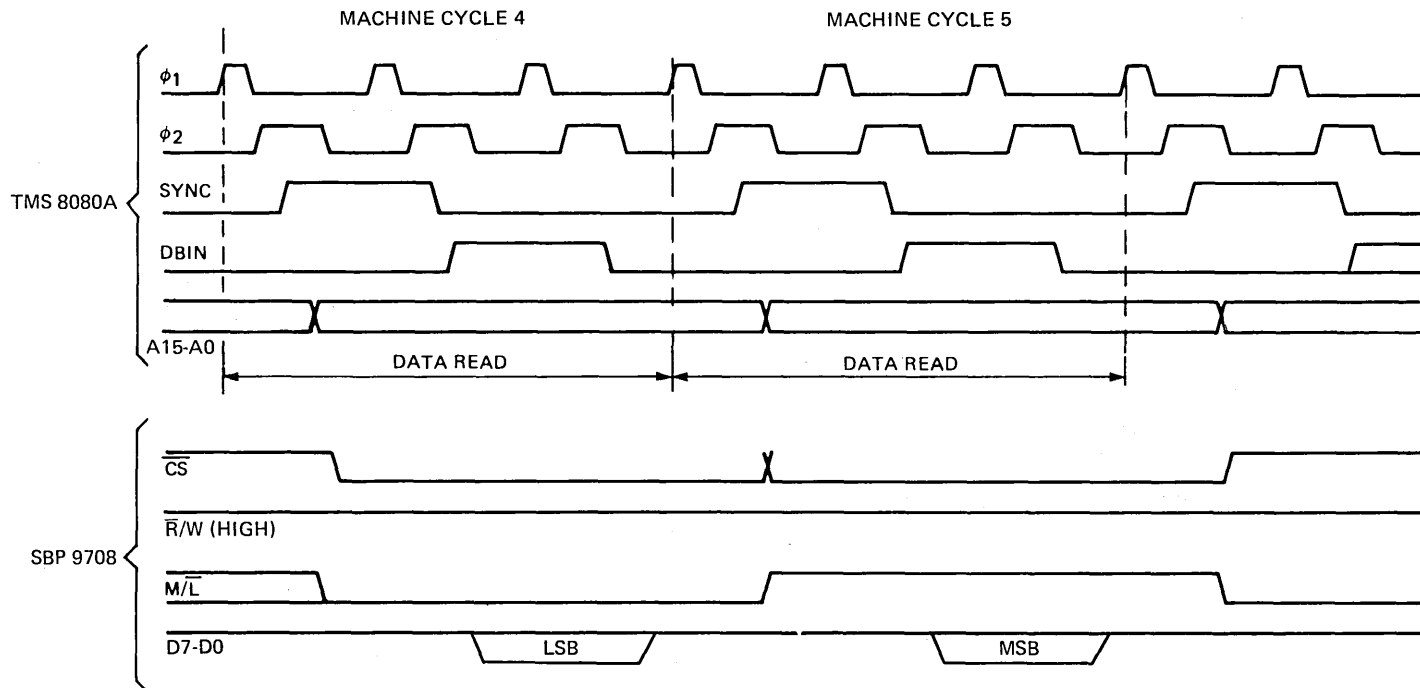 MACHINE CYCLE 4
MACHINE CYCLE 5
TMS 8080A
ϕ1
ϕ2
SYNC
DBIN
A15-A0
DATA READ
DATA READ
SBP 9708
C̅S̅
R̅/W (HIGH)
M/L̅
D7-D0
LSB
MSB